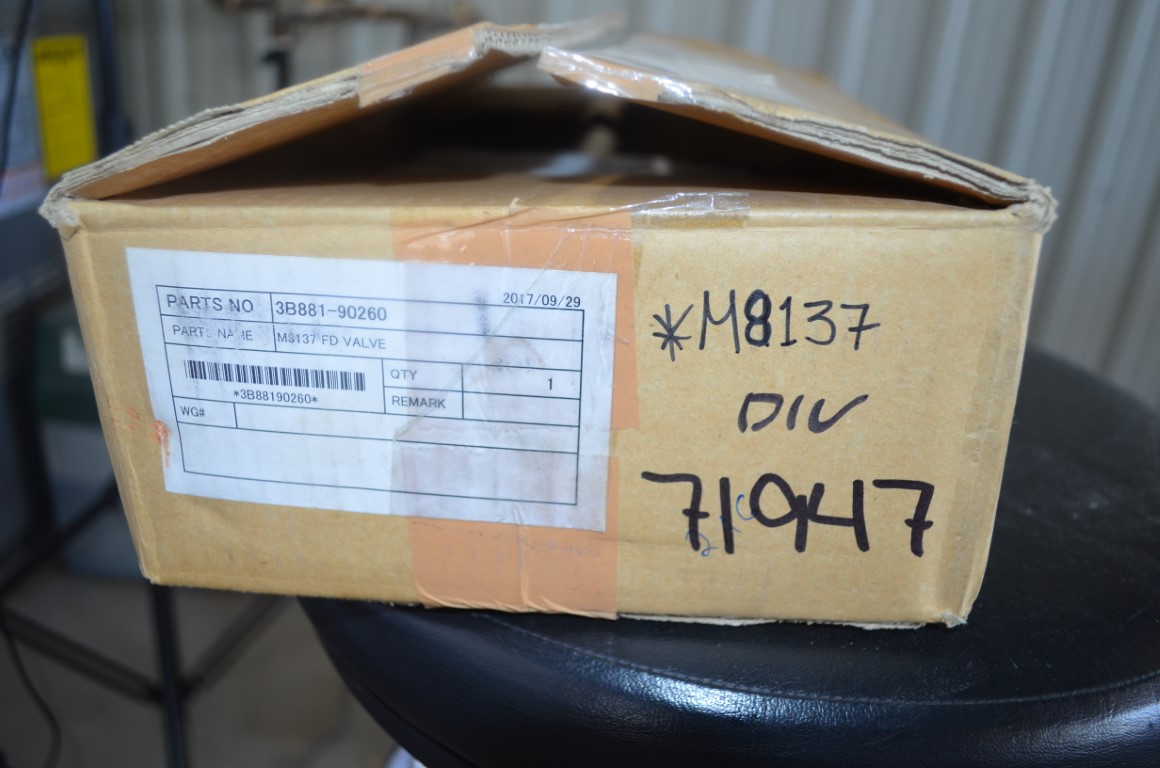 2017/09/29
PARTS NO 3B881-90260
PARTS NAME M8137 FD VALVE
QTY 1
*3B88190260*
REMARK
WG#
*M8137
DIV
71947